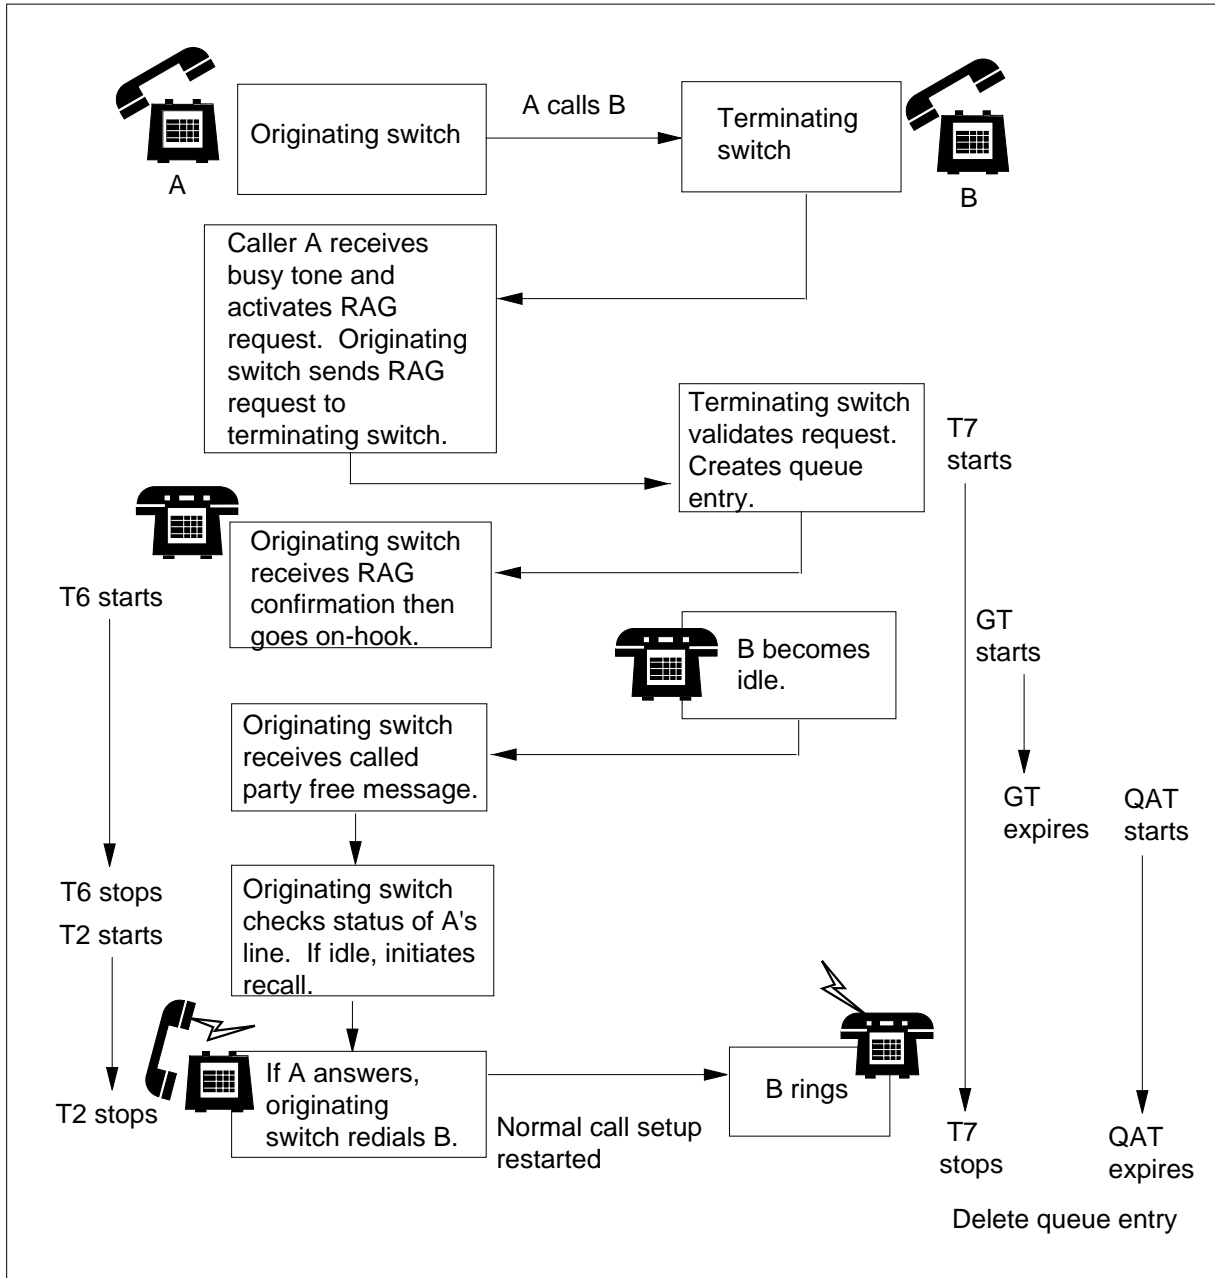 A calls B
Originating switch
Terminating
switch
A
B
Caller A receives
busy tone and
activates RAG
request.  Originating
switch sends RAG
request to
terminating switch.
Terminating switch
validates request.
Creates queue
entry.
T7
starts
Originating switch
receives RAG
confirmation then
goes on-hook.
T6 starts
GT
starts
B becomes
idle.
Originating switch
receives called
party free message.
GT
expires
QAT
starts
Originating switch
checks status of A's
line.  If idle, initiates
recall.
T6 stops
T2 starts
If A answers,
originating
switch redials B.
T2 stops
Normal call setup
restarted
B rings
T7
stops
QAT
expires
Delete queue entry